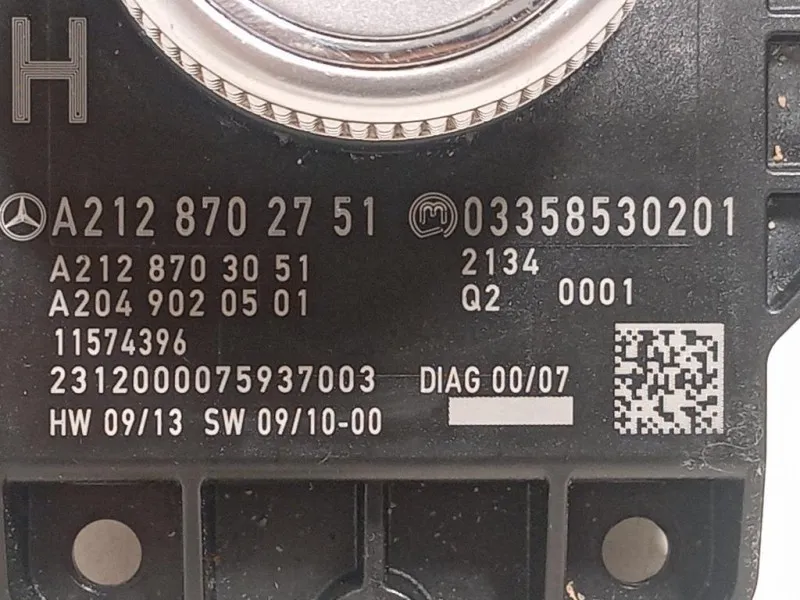 H
A212 870 27 51 M 03358530201
A212 870 30 51 2134
A204 902 05 01 Q2 0001
11574396
2312000075937003 DIAG 00/07
HW 09/13 SW 09/10-00